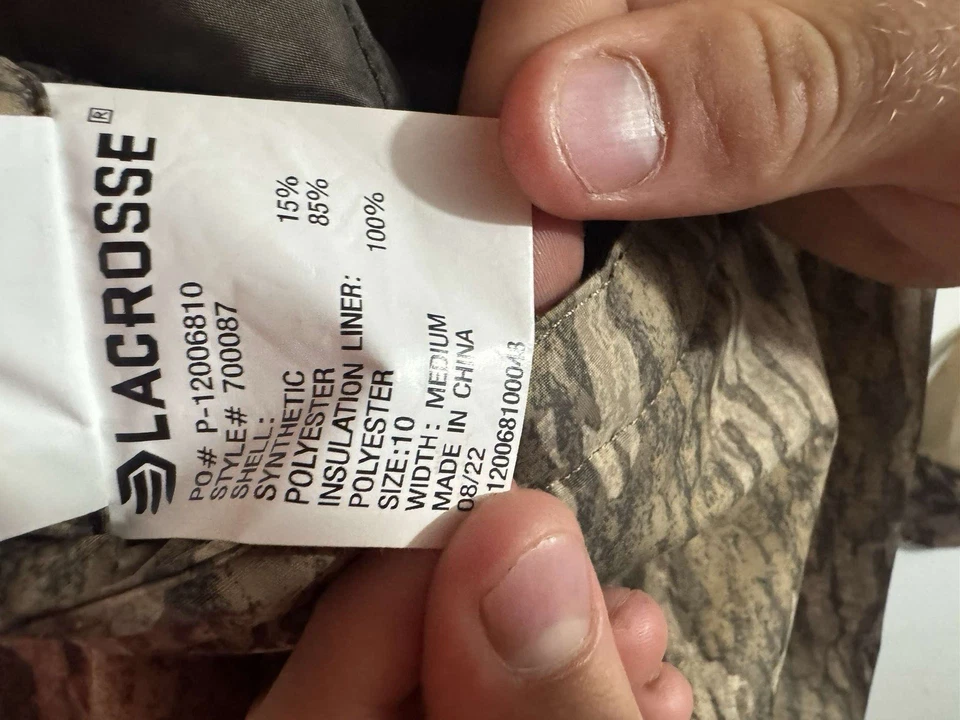 LACROSSE®
PO# P-12006810
STYLE# 700087
SHELL:
SYNTHETIC 15%
POLYESTER 85%
INSULATION LINER:
POLYESTER 100%
SIZE:10
WIDTH: MEDIUM
MADE IN CHINA
08/22
120068100043